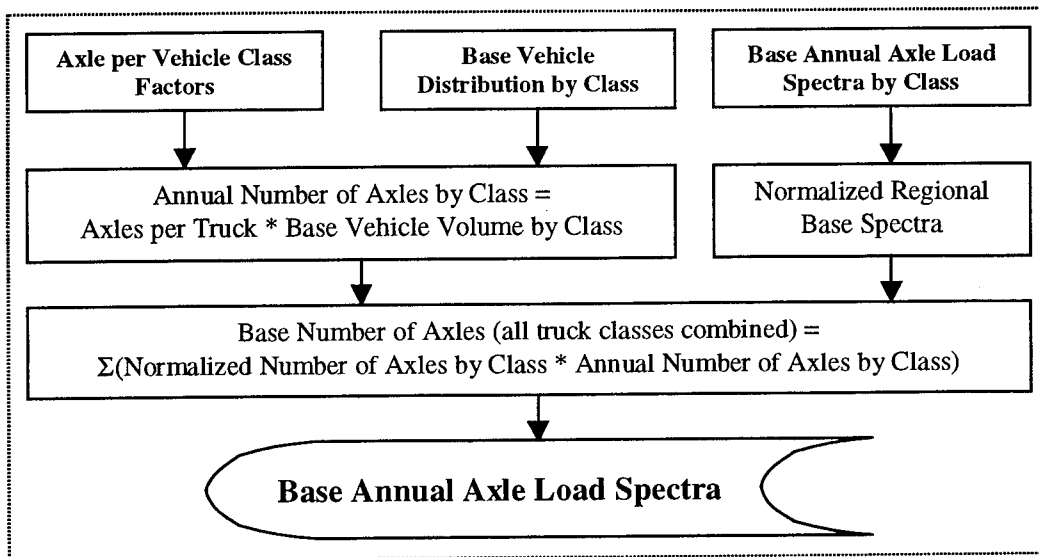 Axle per Vehicle Class
Factors
Base Vehicle
Distribution by Class
Base Annual Axle Load
Spectra by Class
Annual Number of Axles by Class =
Axles per Truck * Base Vehicle Volume by Class
Normalized Regional
Base Spectra
Base Number of Axles (all truck classes combined) =
Σ(Normalized Number of Axles by Class * Annual Number of Axles by Class)
Base Annual Axle Load Spectra